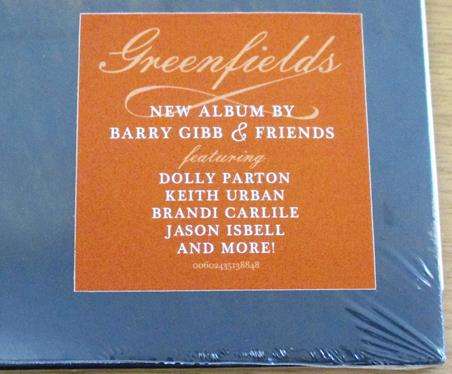 Greenfields
NEW ALBUM BY
BARRY GIBB & FRIENDS
featuring
DOLLY PARTON
KEITH URBAN
BRANDI CARLILE
JASON ISBELL
AND MORE!
00602435138848